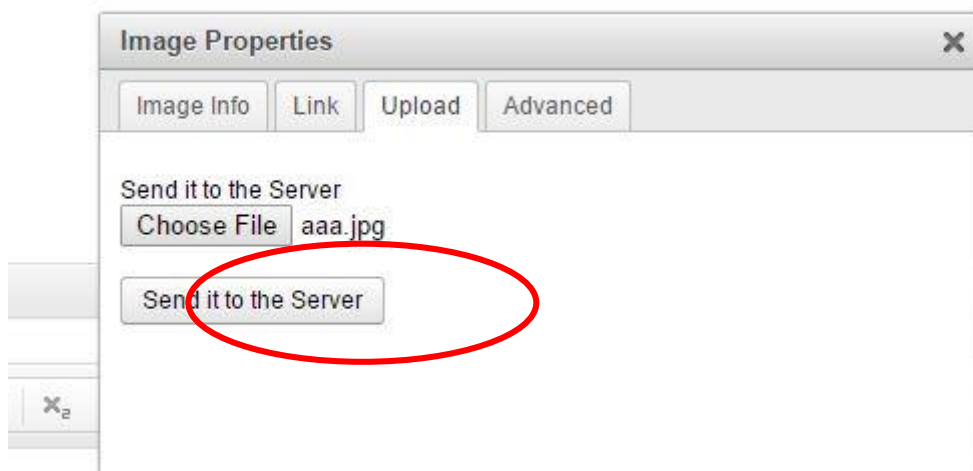 Image Properties
Image Info Link Upload Advanced
Send it to the Server
Choose File aaa.jpg
Send it to the Server
x₂